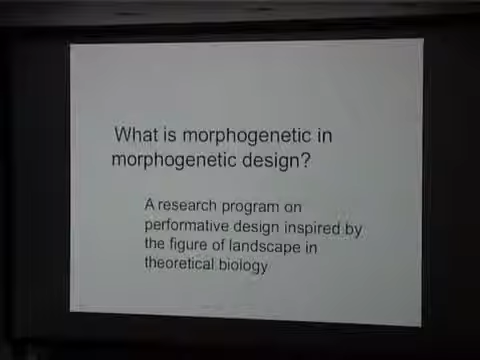 What is morphogenetic in
morphogenetic design?
A research program on
performative design inspired by
the figure of landscape in
theoretical biology